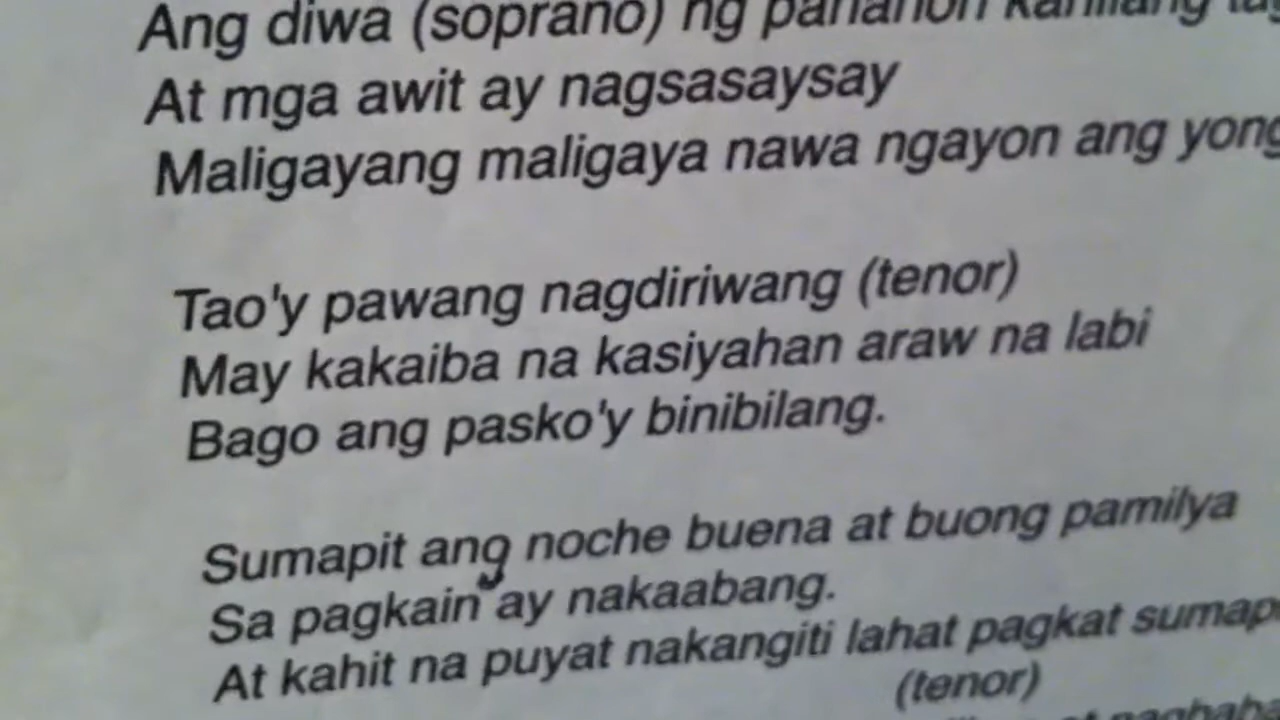 Ang diwa (soprano) ng panahon kanilang
At mga awit ay nagsasaysay
Maligayang maligaya nawa ngayon ang yong
Tao'y pawang nagdiriwang (tenor)
May kakaiba na kasiyahan araw na labi
Bago ang pasko'y binibilang.
Sumapit ang noche buena at buong pamilya
Sa pagkain ay nakaabang.
At kahit na puyat nakangiti lahat pagkat
(tenor)